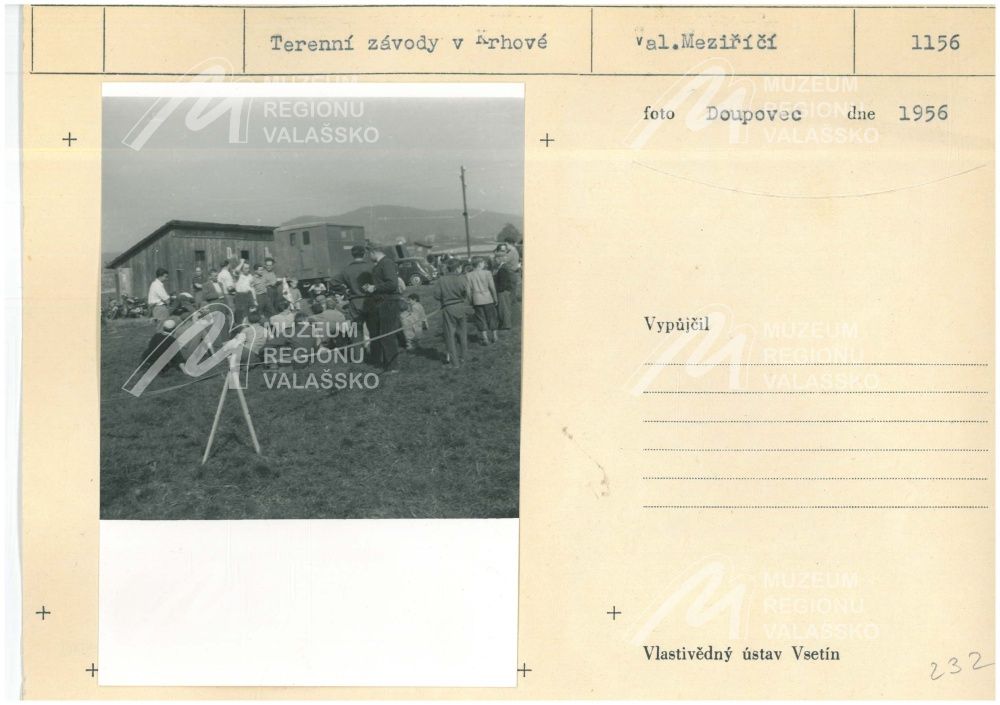 Terenní závody v Krhové
Val.Meziříčí
1156
foto Doupovec dne 1956
MUZEUM
REGIONU
VALAŠSKO
MUZEUM
REGIONU
VALAŠSKO
Vypůjčil
MUZEUM
REGIONU
VALAŠSKO
MUZEUM
REGIONU
VALAŠSKO
MUZEUM
REGIONU
VALAŠSKO
Vlastivědný ústav Vsetín
232